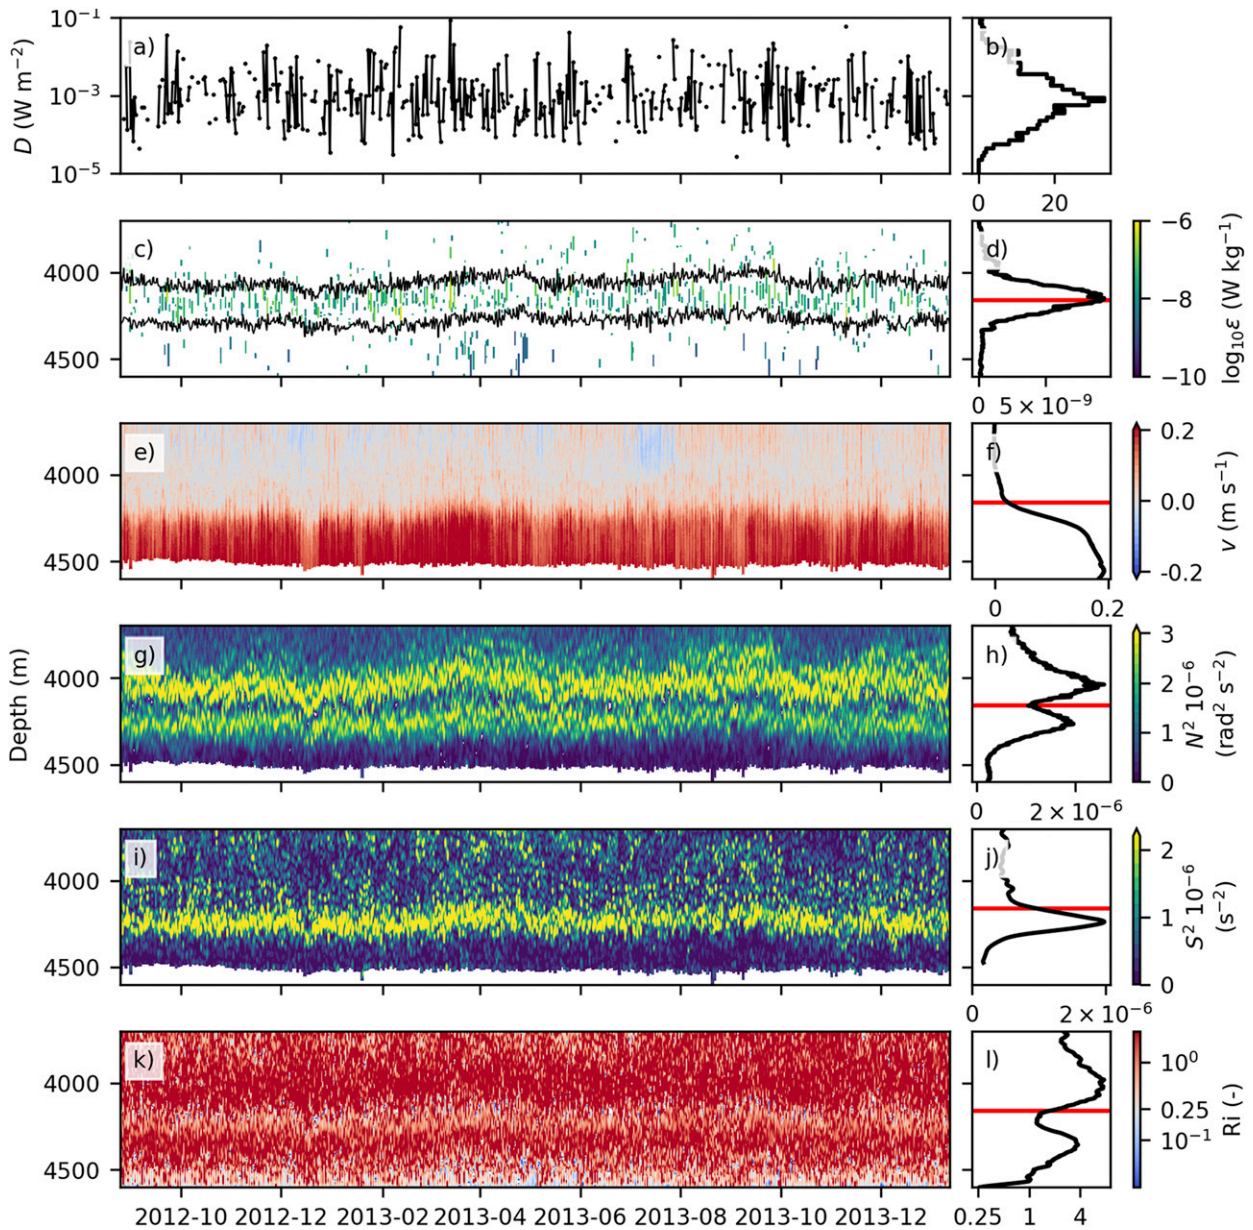 10⁻¹
10⁻³
10⁻⁵
D (W m⁻²)
a)
b)
0 20
4000
4500
c)
d)
0 5 × 10⁻⁹
−6
−8
−10
log₁₀ε (W kg⁻¹)
4000
4500
e)
f)
0 0.2
0.2
0.0
-0.2
v (m s⁻¹)
Depth (m)
4000
4500
g)
h)
0 2 × 10⁻⁶
3
2
1
0
N² 10⁻⁶
(rad² s⁻²)
4000
4500
i)
j)
0 2 × 10⁻⁶
2
1
0
S² 10⁻⁶
(s⁻²)
4000
4500
k)
l)
2012-10 2012-12 2013-02 2013-04 2013-06 2013-08 2013-10 2013-12
0.25 1 4
10⁰
0.25
10⁻¹
Ri (-)